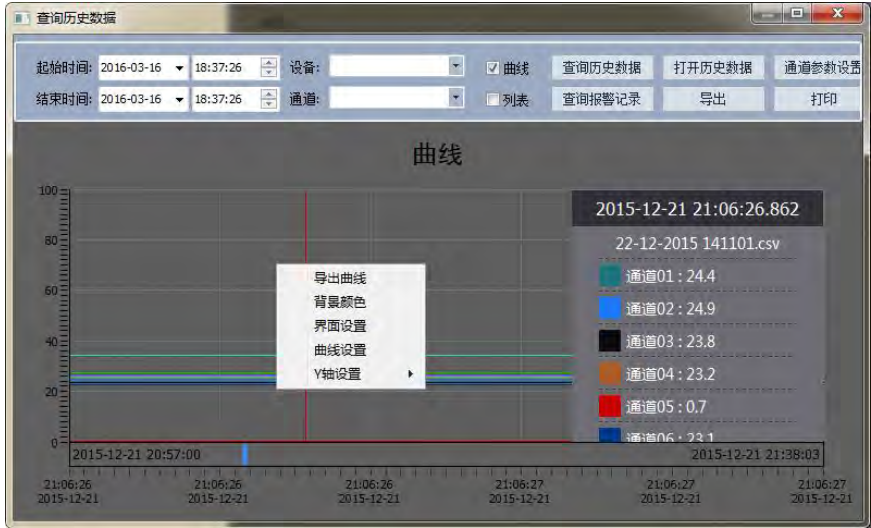 查询历史数据
起始时间: 2016-03-16 18:37:26 设备: 曲线 查询历史数据 打开历史数据 通道参数设置
结束时间: 2016-03-16 18:37:26 通道: 列表 查询报警记录 导出 打印
曲线
100
80
60
40
20
0
2015-12-21 21:06:26.862
22-12-2015 141101.csv
通道01 : 24.4
通道02 : 24.9
通道03 : 23.8
通道04 : 23.2
通道05 : 0.7
通道06 : 23.1
导出曲线
背景颜色
界面设置
曲线设置
Y轴设置
2015-12-21 20:57:00 2015-12-21 21:38:03
21:06:26 21:06:26 21:06:26 21:06:27 21:06:27 21:06:27
2015-12-21 2015-12-21 2015-12-21 2015-12-21 2015-12-21 2015-12-21